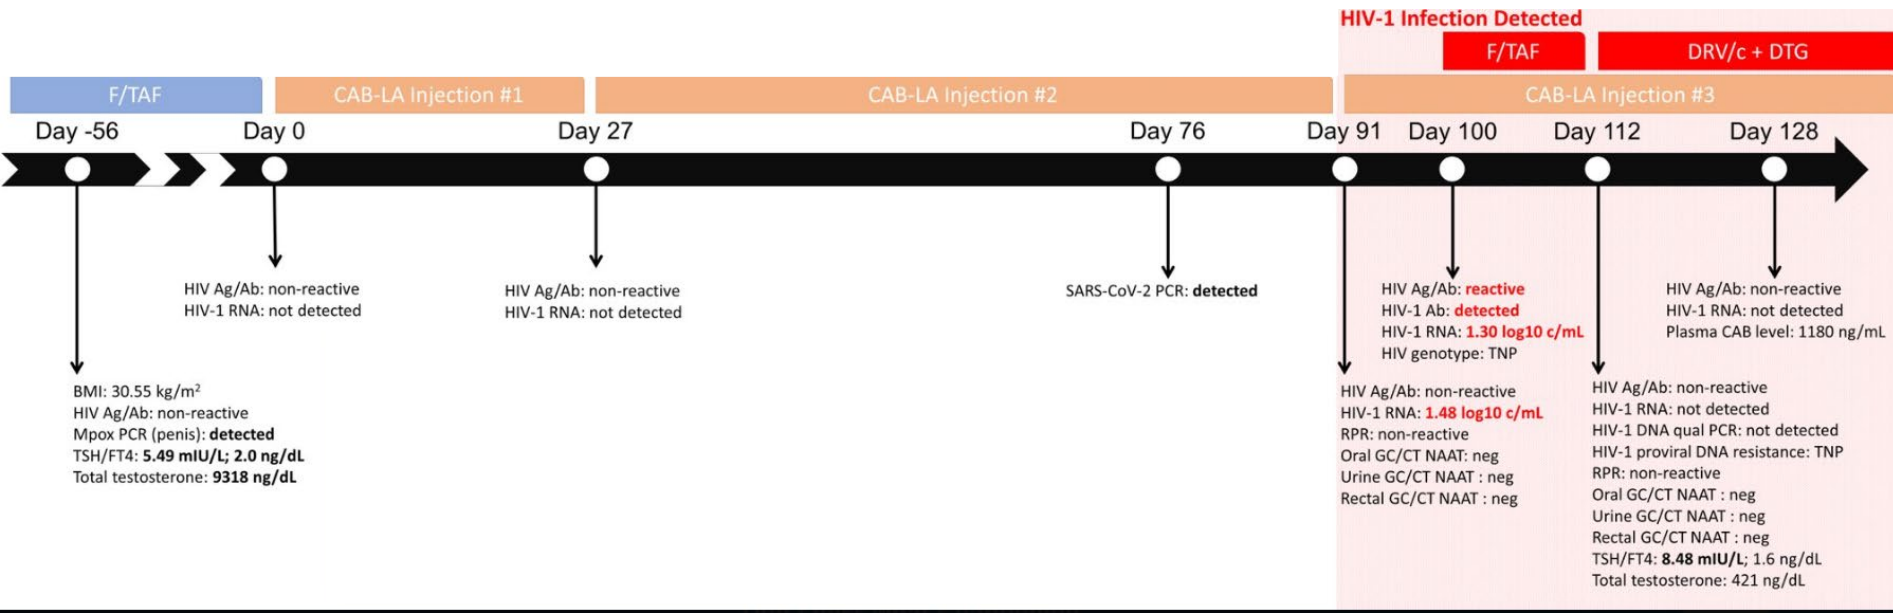 HIV-1 Infection Detected
F/TAF
DRV/c + DTG
F/TAF
CAB-LA Injection #1
CAB-LA Injection #2
CAB-LA Injection #3
Day -56
Day 0
Day 27
Day 76
Day 91
Day 100
Day 112
Day 128
BMI: 30.55 kg/m²
HIV Ag/Ab: non-reactive
Mpox PCR (penis): detected
TSH/FT4: 5.49 mIU/L; 2.0 ng/dL
Total testosterone: 9318 ng/dL
HIV Ag/Ab: non-reactive
HIV-1 RNA: not detected
HIV Ag/Ab: non-reactive
HIV-1 RNA: not detected
SARS-CoV-2 PCR: detected
HIV Ag/Ab: non-reactive
HIV-1 RNA: 1.48 log10 c/mL
RPR: non-reactive
Oral GC/CT NAAT: neg
Urine GC/CT NAAT : neg
Rectal GC/CT NAAT : neg
HIV Ag/Ab: reactive
HIV-1 Ab: detected
HIV-1 RNA: 1.30 log10 c/mL
HIV genotype: TNP
HIV Ag/Ab: non-reactive
HIV-1 RNA: not detected
HIV-1 DNA qual PCR: not detected
HIV-1 proviral DNA resistance: TNP
RPR: non-reactive
Oral GC/CT NAAT : neg
Urine GC/CT NAAT : neg
Rectal GC/CT NAAT : neg
TSH/FT4: 8.48 mIU/L; 1.6 ng/dL
Total testosterone: 421 ng/dL
HIV Ag/Ab: non-reactive
HIV-1 RNA: not detected
Plasma CAB level: 1180 ng/mL